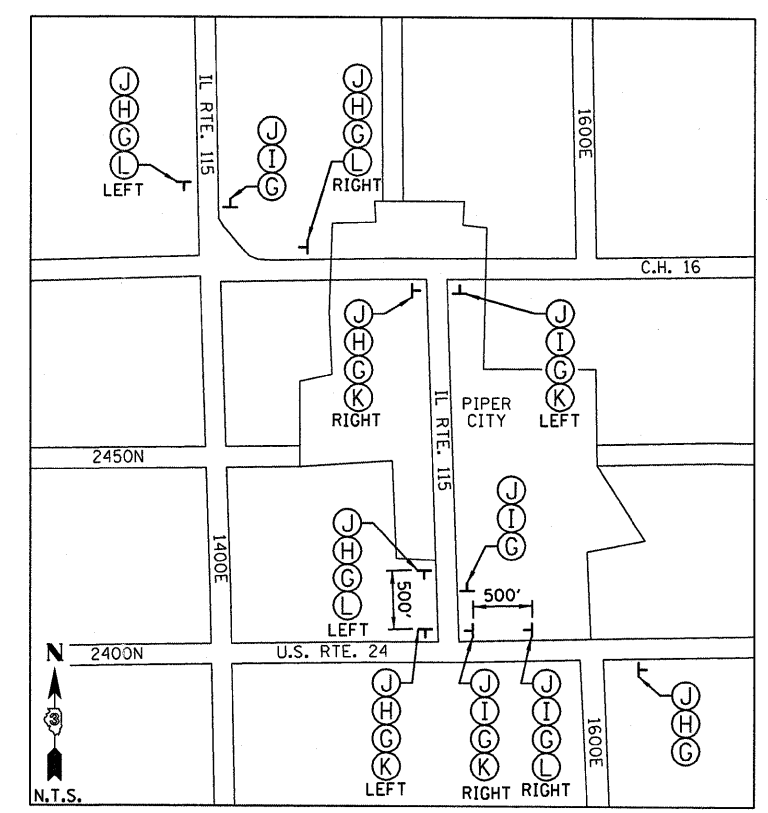 J
H
G
L
LEFT
IL RTE. 115
J
I
G
J
H
G
L
RIGHT
1600E
C.H. 16
J
H
G
K
RIGHT
IL RTE. 115
PIPER
CITY
J
I
G
K
LEFT
2450N
1400E
J
H
G
L
LEFT
500'
J
I
G
500'
N
2400N
U.S. RTE. 24
3
N.T.S.
J
H
G
K
LEFT
J
I
G
K
RIGHT
J
I
G
L
RIGHT
1600E
J
H
G